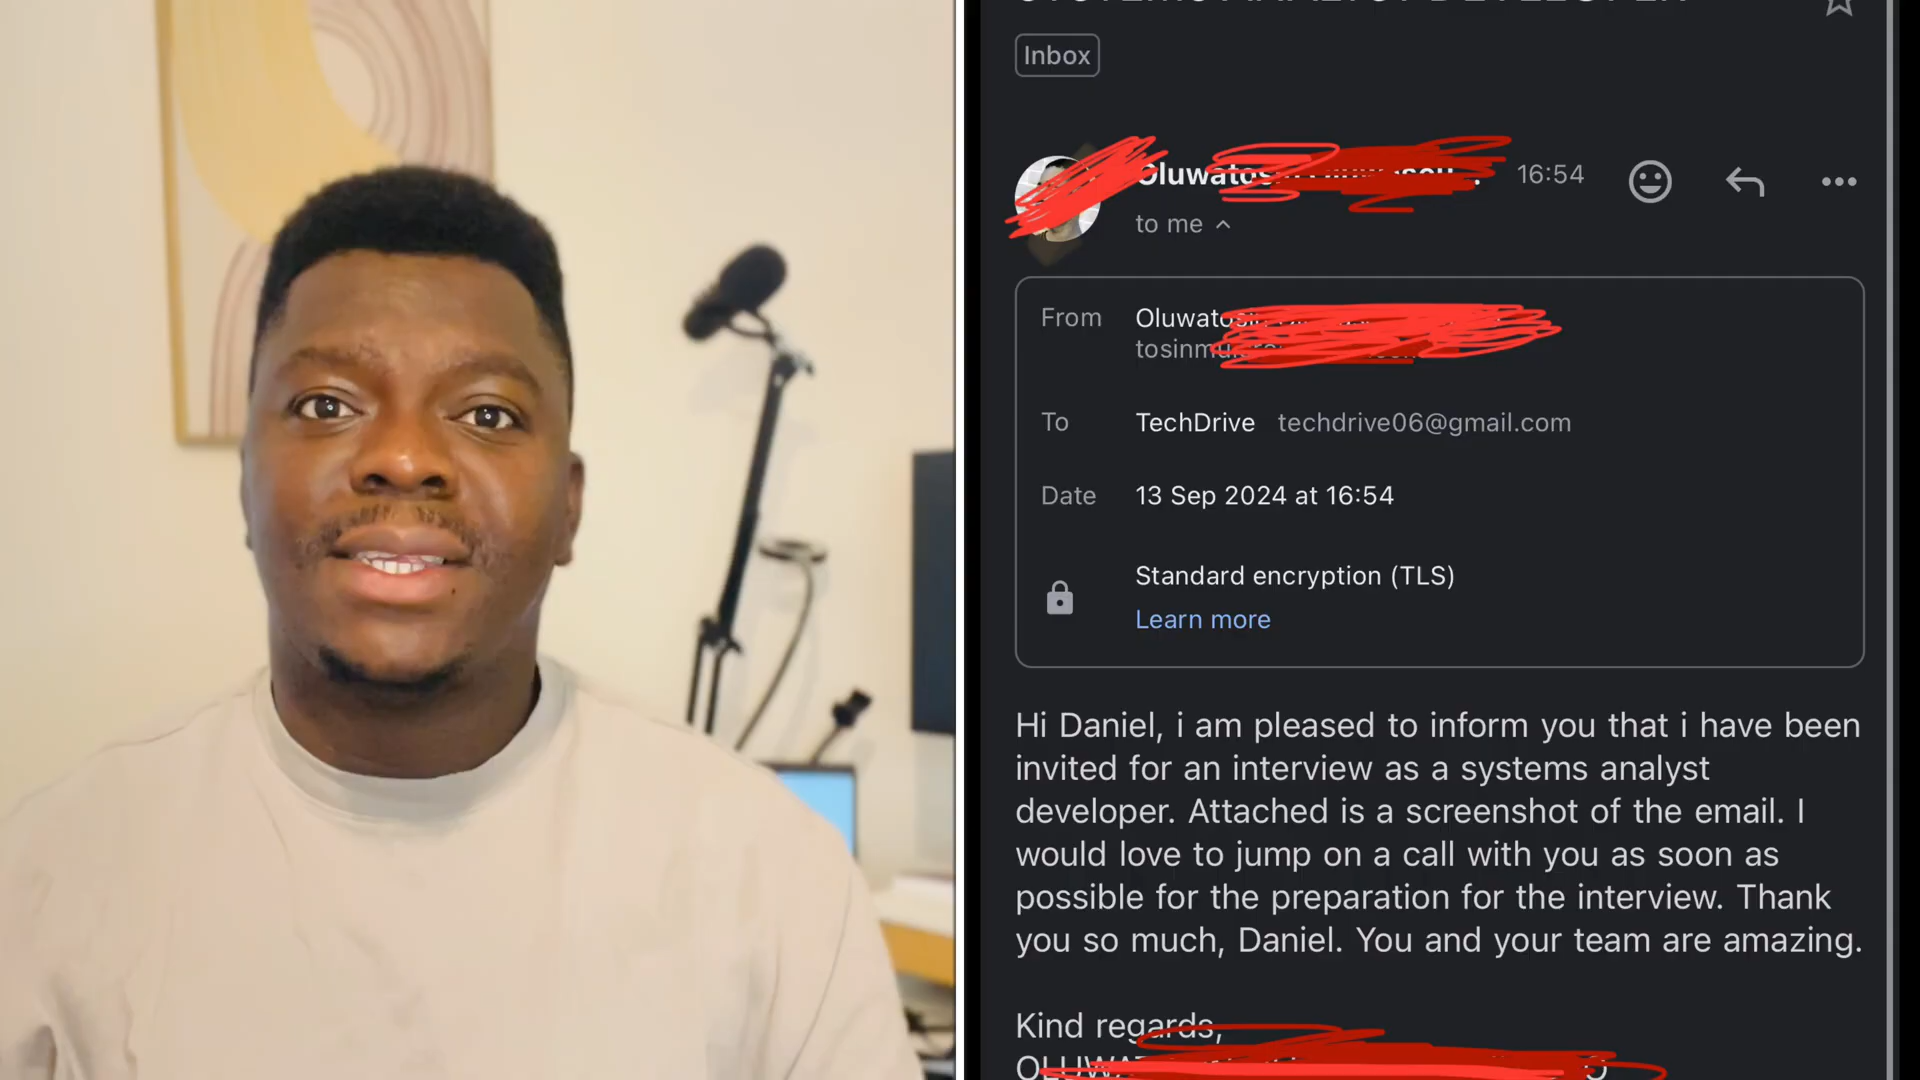 Inbox
16:54
to me
From
To TechDrive techdrive06@gmail.com
Date 13 Sep 2024 at 16:54
Standard encryption (TLS)
Learn more
Hi Daniel, i am pleased to inform you that i have been
invited for an interview as a systems analyst
developer. Attached is a screenshot of the email. I
would love to jump on a call with you as soon as
possible for the preparation for the interview. Thank
you so much, Daniel. You and your team are amazing.
Kind regards,